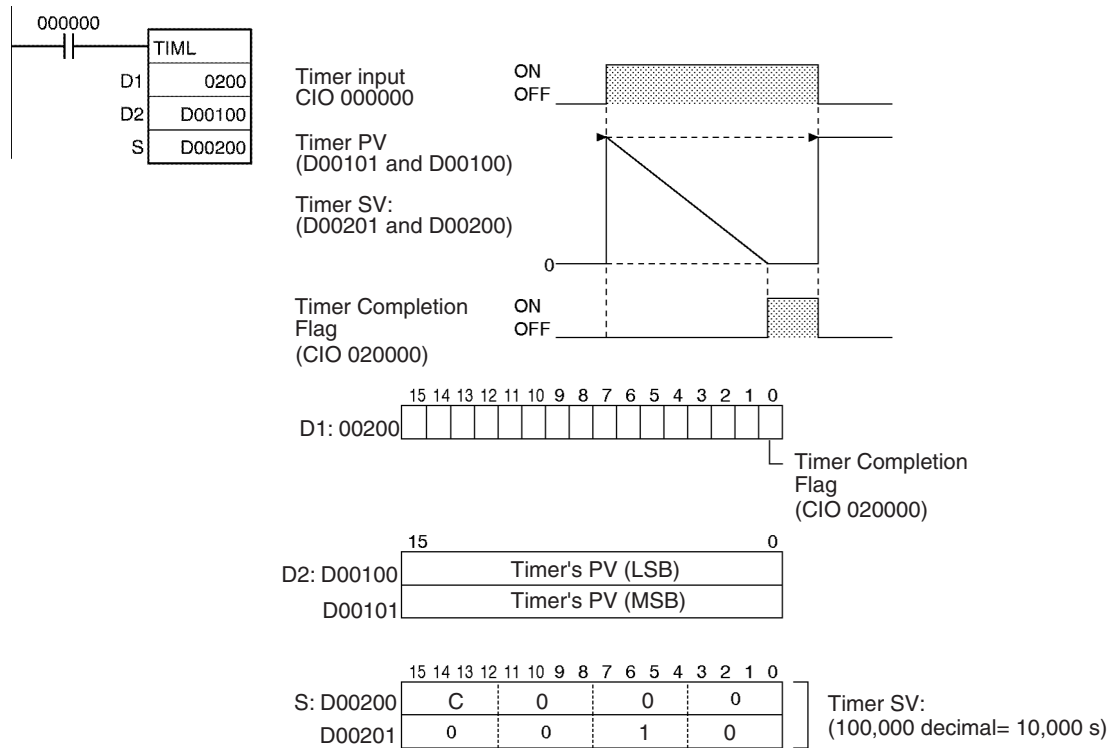 000000
TIML
D1 0200
D2 D00100
S D00200
Timer input
CIO 000000
ON
OFF
Timer PV
(D00101 and D00100)
Timer SV:
(D00201 and D00200)
0
Timer Completion
Flag
(CIO 020000)
ON
OFF
15 14 13 12 11 10 9 8 7 6 5 4 3 2 1 0
D1: 00200
Timer Completion
Flag
(CIO 020000)
15 0
D2: D00100 Timer's PV (LSB)
D00101 Timer's PV (MSB)
15 14 13 12 11 10 9 8 7 6 5 4 3 2 1 0
S: D00200 C 0 0 0
D00201 0 0 1 0
Timer SV:
(100,000 decimal= 10,000 s)